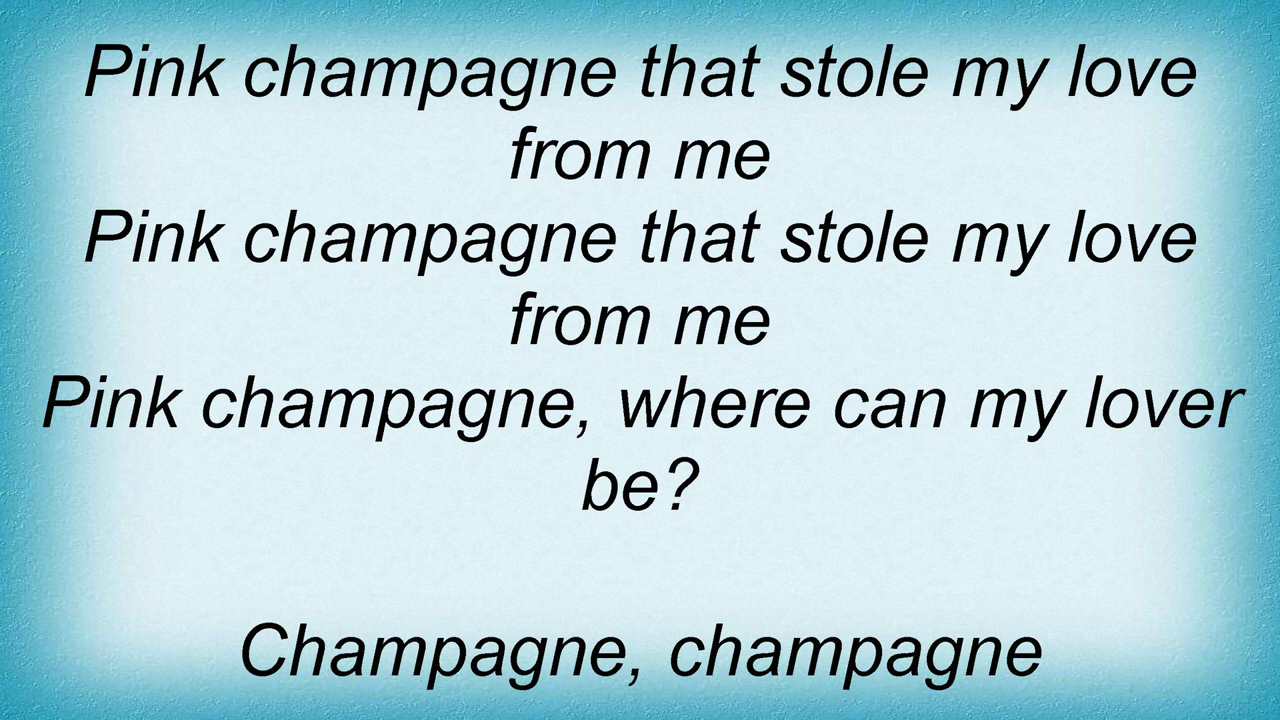 Pink champagne that stole my love
from me
Pink champagne that stole my love
from me
Pink champagne, where can my lover
be?
Champagne, champagne